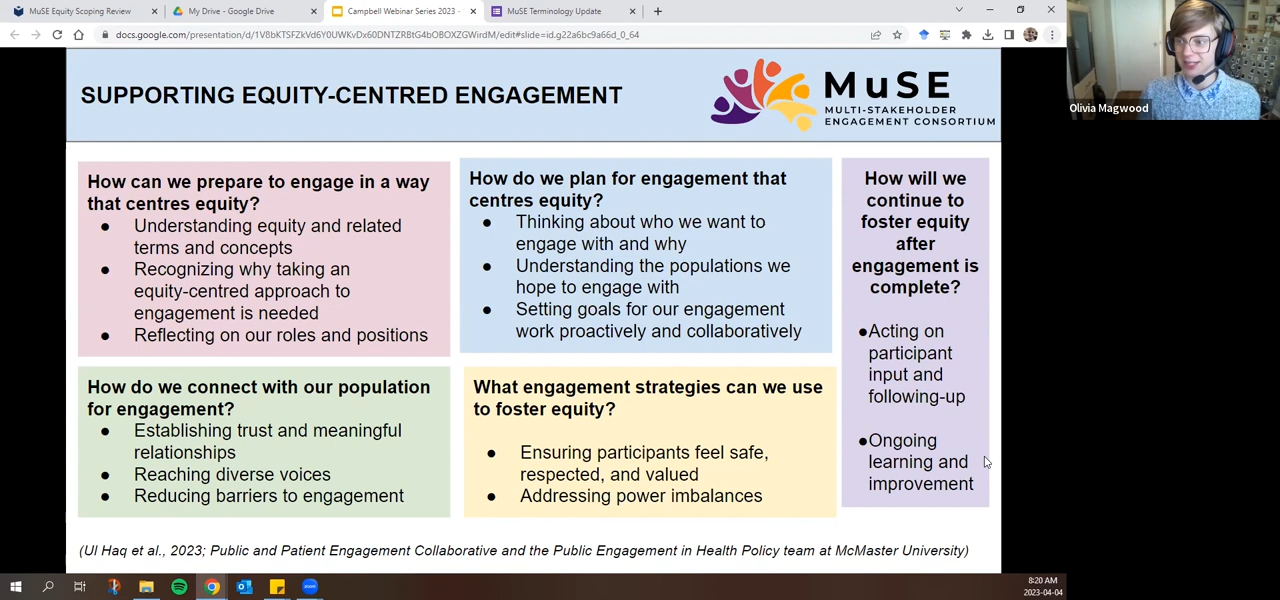 MuSE Equity Scoping Review
My Drive - Google Drive
Campbell Webinar Series 2023 -
MuSE Terminology Update
docs.google.com/presentation/d/1V8bKTSFZkVd6Y0UWKvDx60DNTZRBtG4bOBOXZGWirdM/edit#slide=id.g22a6bc9a66d_0_64
Olivia Magwood
SUPPORTING EQUITY-CENTRED ENGAGEMENT
MuSE
MULTI-STAKEHOLDER
ENGAGEMENT CONSORTIUM
How can we prepare to engage in a way
that centres equity?
● Understanding equity and related
terms and concepts
● Recognizing why taking an
equity-centred approach to
engagement is needed
● Reflecting on our roles and positions
How do we plan for engagement that
centres equity?
● Thinking about who we want to
engage with and why
● Understanding the populations we
hope to engage with
● Setting goals for our engagement
work proactively and collaboratively
How will we
continue to
foster equity
after
engagement is
complete?
●Acting on
participant
input and
following-up
●Ongoing
learning and
improvement
How do we connect with our population
for engagement?
● Establishing trust and meaningful
relationships
● Reaching diverse voices
● Reducing barriers to engagement
What engagement strategies can we use
to foster equity?
● Ensuring participants feel safe,
respected, and valued
● Addressing power imbalances
(Ul Haq et al., 2023; Public and Patient Engagement Collaborative and the Public Engagement in Health Policy team at McMaster University)
8:20 AM
2023-04-04